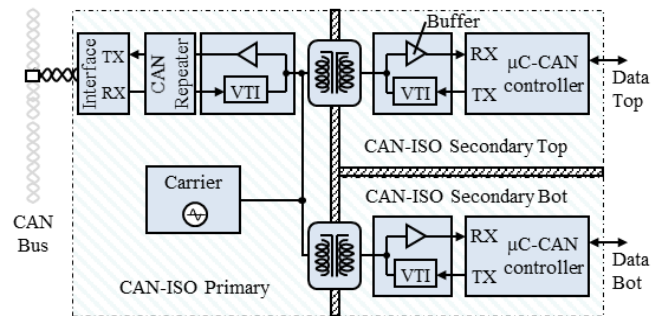 Interface
TX
RX
CAN
Repeater
VTI
Buffer
VTI
RX
TX
μC-CAN
controller
Data
Top
CAN-ISO Secondary Top
CAN-ISO Secondary Bot
Carrier
CAN
Bus
CAN-ISO Primary
VTI
RX
TX
μC-CAN
controller
Data
Bot